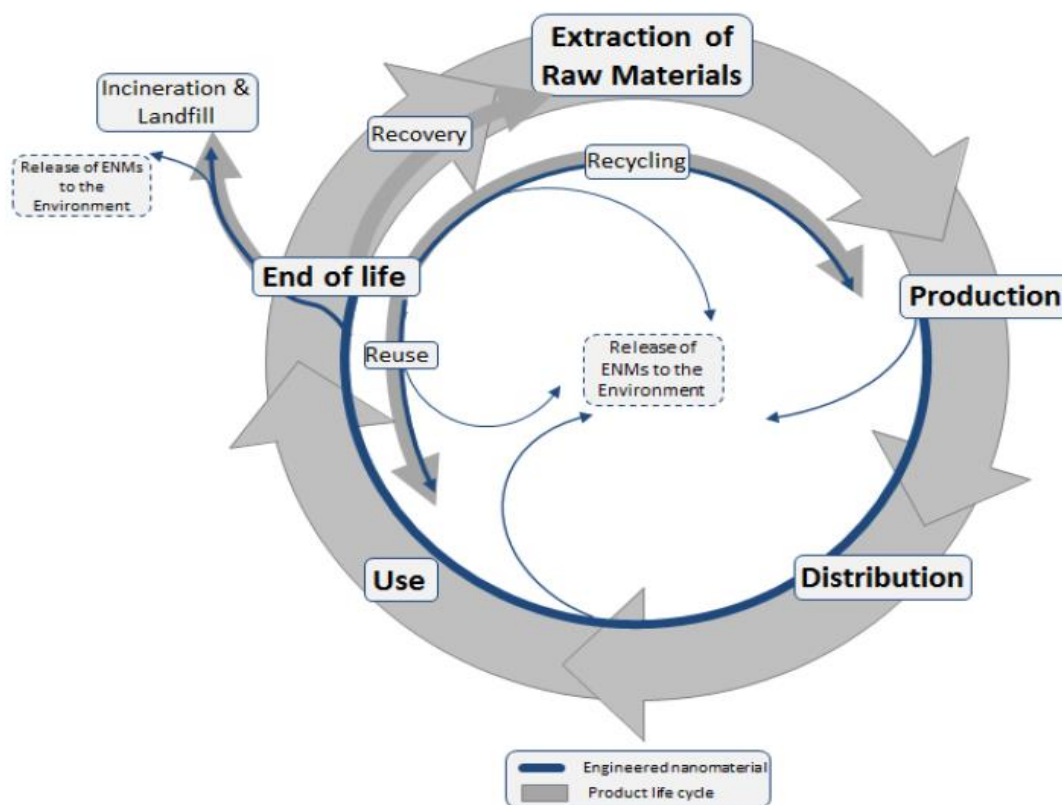 Extraction of
Raw Materials
Incineration &
Landfill
Recovery
Recycling
Release of ENMs
to the
Environment
End of life
Production
Reuse
Release of
ENMs to the
Environment
Use
Distribution
Engineered nanomaterial
Product life cycle